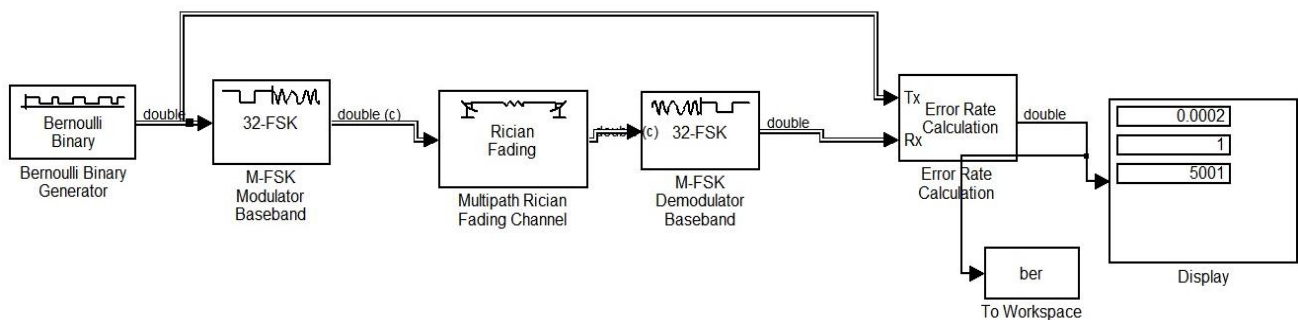 Bernoulli
Binary
Bernoulli Binary
Generator
double
32-FSK
M-FSK
Modulator
Baseband
double (c)
Rician
Fading
Multipath Rician
Fading Channel
double (c)
32-FSK
M-FSK
Demodulator
Baseband
double
Tx
Rx
Error Rate
Calculation
Error Rate
Calculation
double
0.0002
1
5001
Display
ber
To Workspace